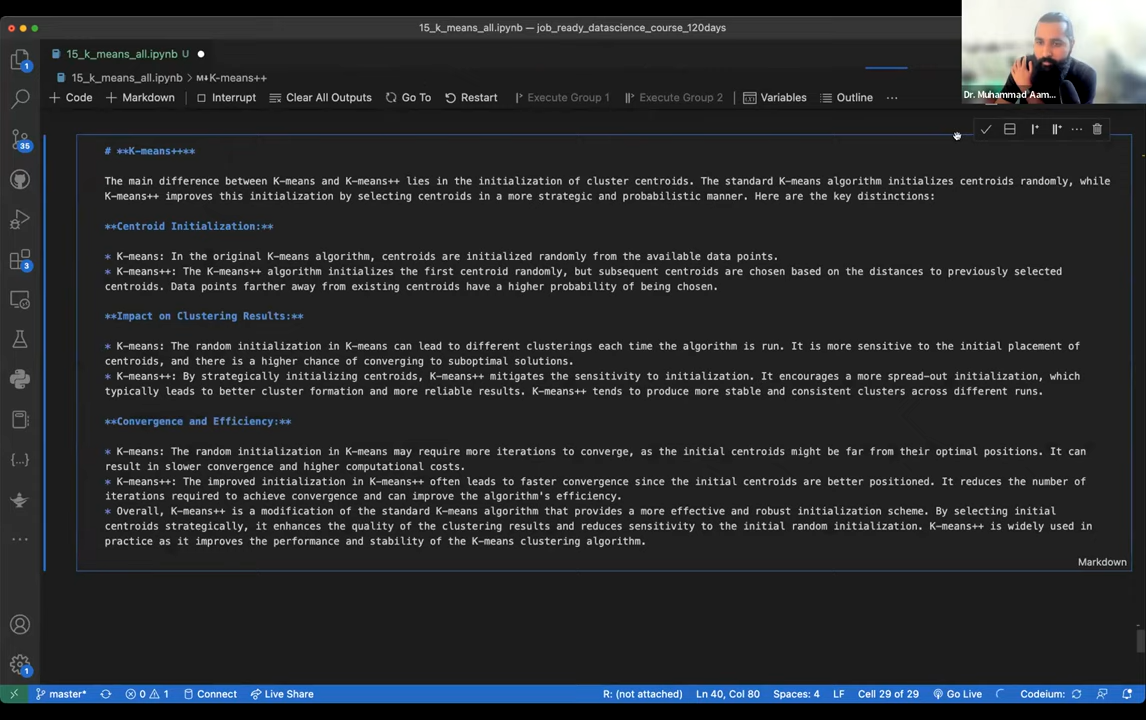 15_k_means_all.ipynb — job_ready_datascience_course_120days
15_k_means_all.ipynb U
15_k_means_all.ipynb > M↓K-means++
+ Code + Markdown Interrupt Clear All Outputs Go To Restart Execute Group 1 Execute Group 2 Variables Outline ...
Dr. Muhammad Aam...
# **K-means++**
The main difference between K-means and K-means++ lies in the initialization of cluster centroids. The standard K-means algorithm initializes centroids randomly, while
K-means++ improves this initialization by selecting centroids in a more strategic and probabilistic manner. Here are the key distinctions:
**Centroid Initialization:**
* K-means: In the original K-means algorithm, centroids are initialized randomly from the available data points.
* K-means++: The K-means++ algorithm initializes the first centroid randomly, but subsequent centroids are chosen based on the distances to previously selected
centroids. Data points farther away from existing centroids have a higher probability of being chosen.
**Impact on Clustering Results:**
* K-means: The random initialization in K-means can lead to different clusterings each time the algorithm is run. It is more sensitive to the initial placement of
centroids, and there is a higher chance of converging to suboptimal solutions.
* K-means++: By strategically initializing centroids, K-means++ mitigates the sensitivity to initialization. It encourages a more spread-out initialization, which
typically leads to better cluster formation and more reliable results. K-means++ tends to produce more stable and consistent clusters across different runs.
**Convergence and Efficiency:**
* K-means: The random initialization in K-means may require more iterations to converge, as the initial centroids might be far from their optimal positions. It can
result in slower convergence and higher computational costs.
* K-means++: The improved initialization in K-means++ often leads to faster convergence since the initial centroids are better positioned. It reduces the number of
iterations required to achieve convergence and can improve the algorithm's efficiency.
* Overall, K-means++ is a modification of the standard K-means algorithm that provides a more effective and robust initialization scheme. By selecting initial
centroids strategically, it enhances the quality of the clustering results and reduces sensitivity to the initial random initialization. K-means++ is widely used in
practice as it improves the performance and stability of the K-means clustering algorithm.
Markdown
1
35
3
1
master* 0 1 Connect Live Share R: (not attached) Ln 40, Col 80 Spaces: 4 LF Cell 29 of 29 Go Live Codeium: